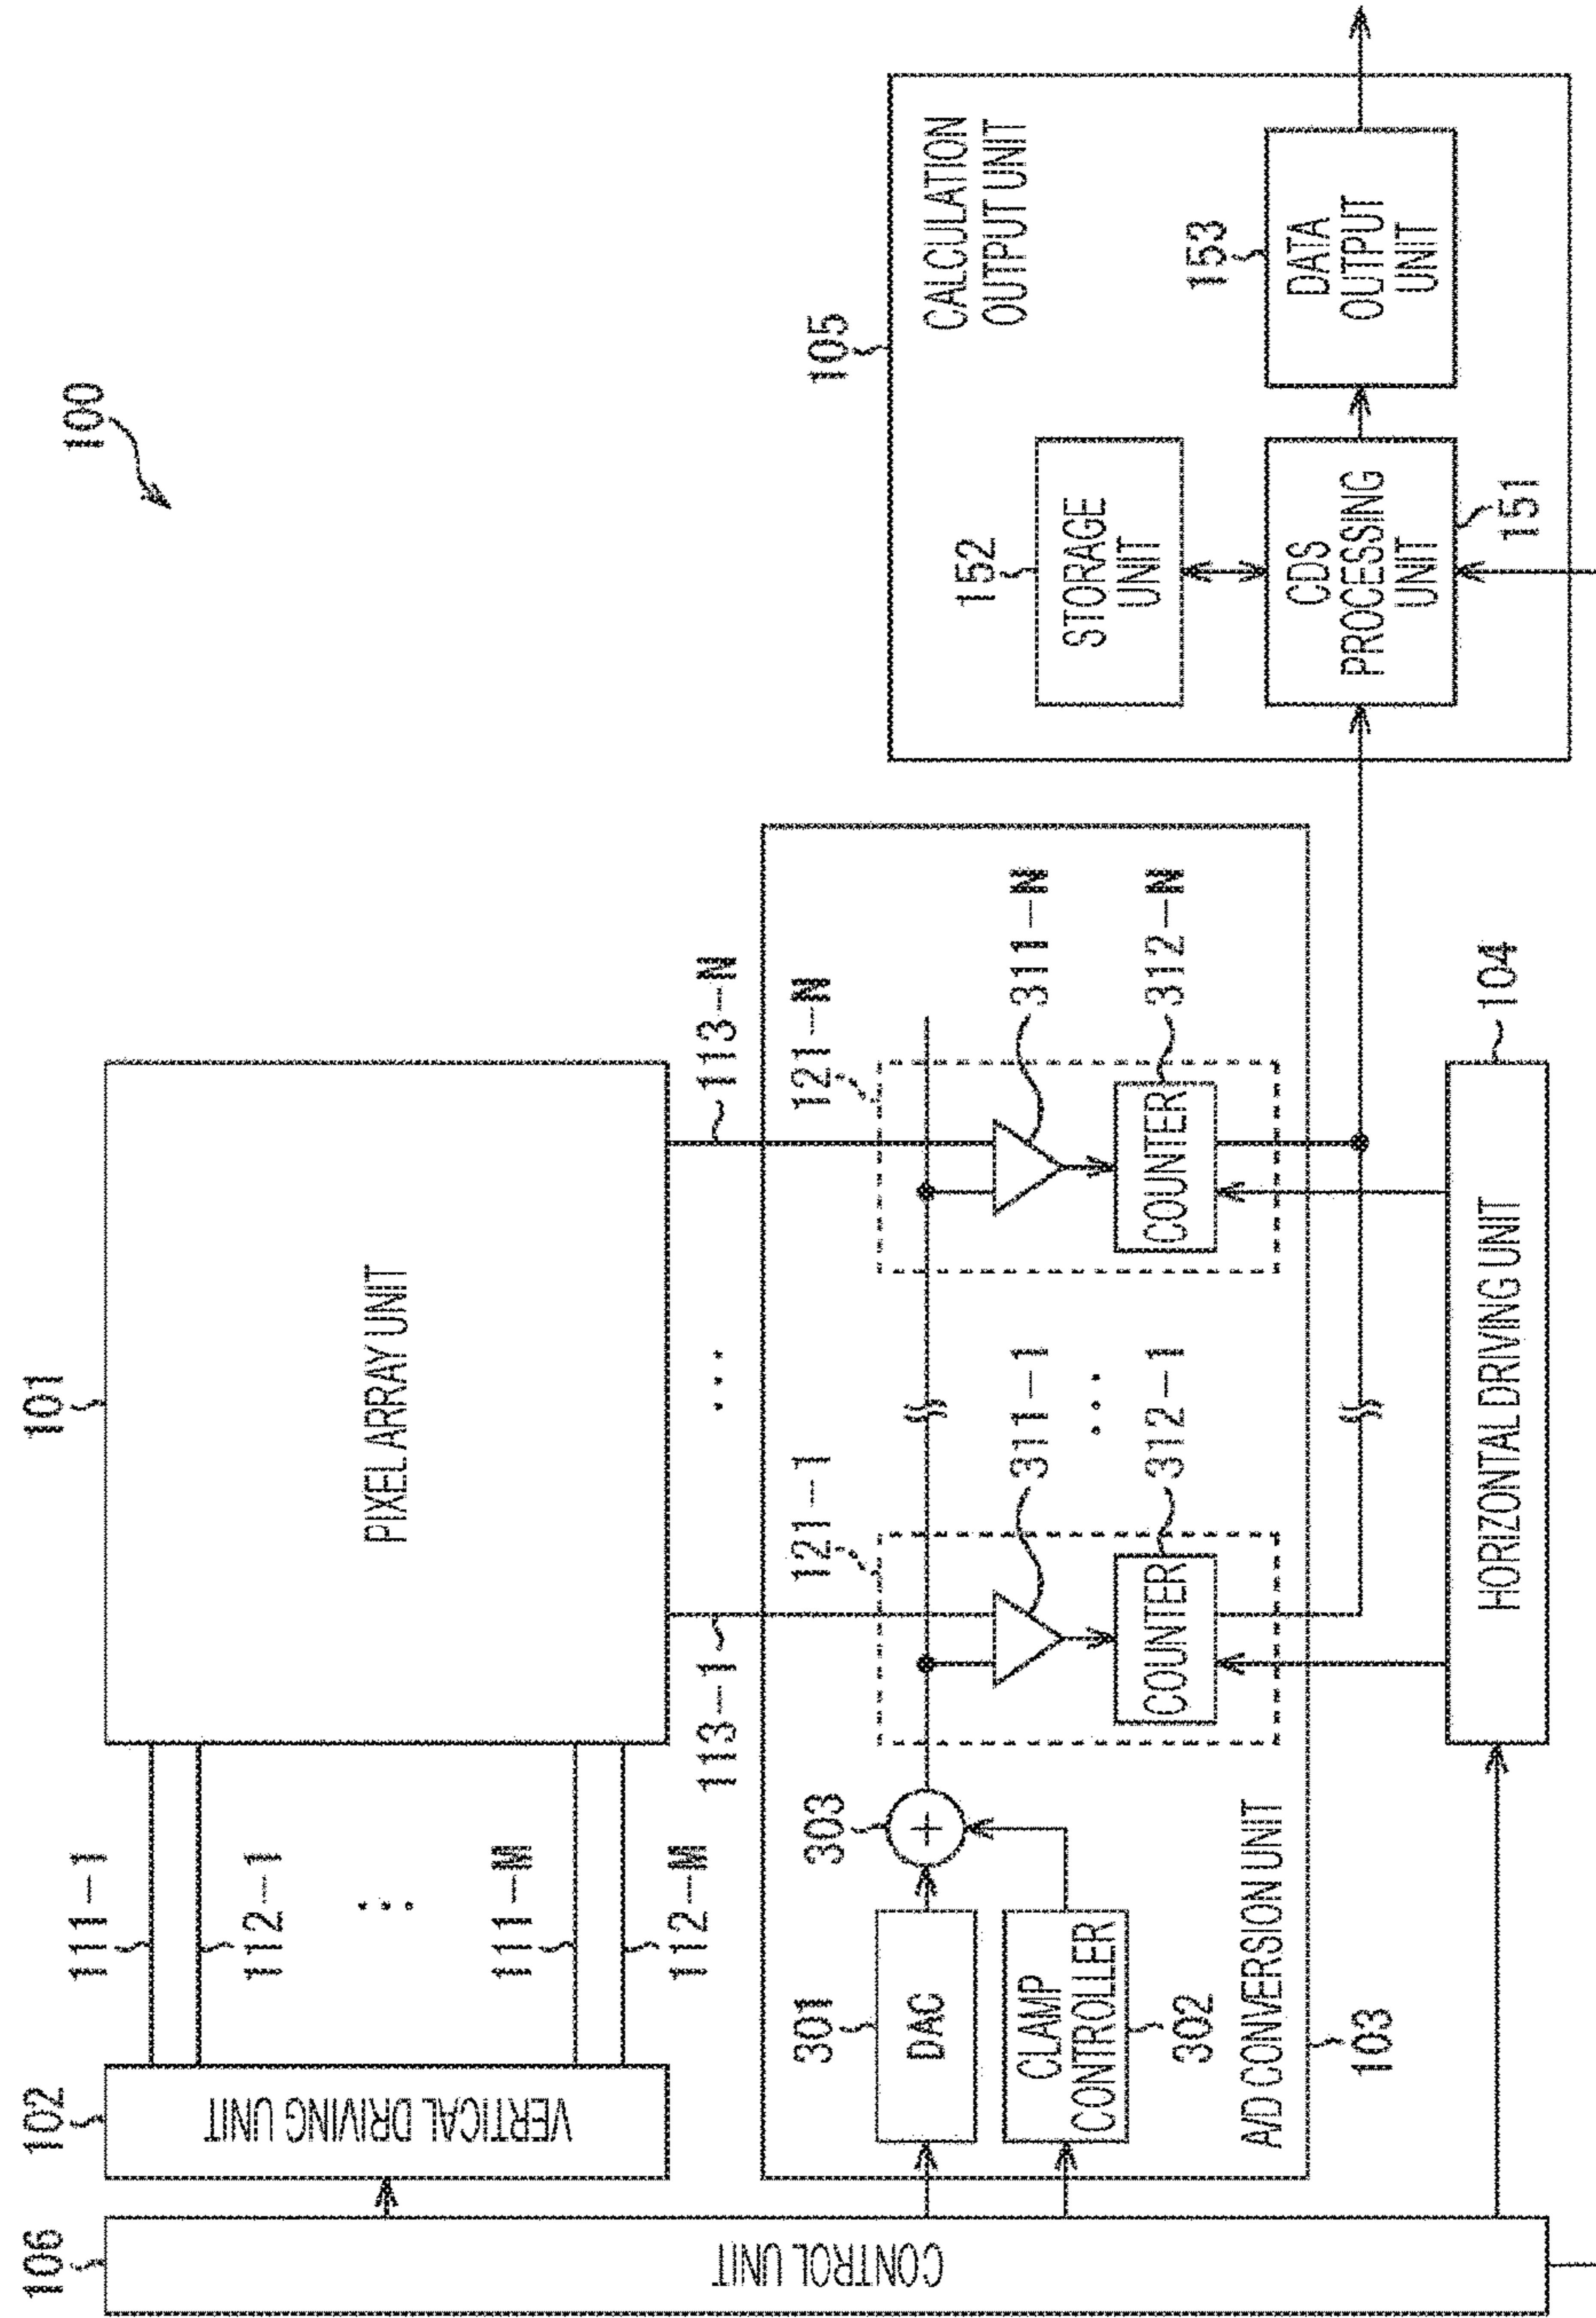 100
101
PIXEL ARRAY UNIT
102
VERTICAL DRIVING UNIT
106
CONTROL UNIT
111-1
112-1
...
111-M
112-M
113-1
...
113-N
121-1
121-N
301
DAC
303
+
CLAMP
CONTROLLER
302
311-1
...
311-N
COUNTER
312-1
COUNTER
312-N
A/D CONVERSION UNIT
103
HORIZONTAL DRIVING UNIT
104
105
CALCULATION
OUTPUT UNIT
152
STORAGE
UNIT
CDS
PROCESSING
UNIT
151
153
DATA
OUTPUT
UNIT